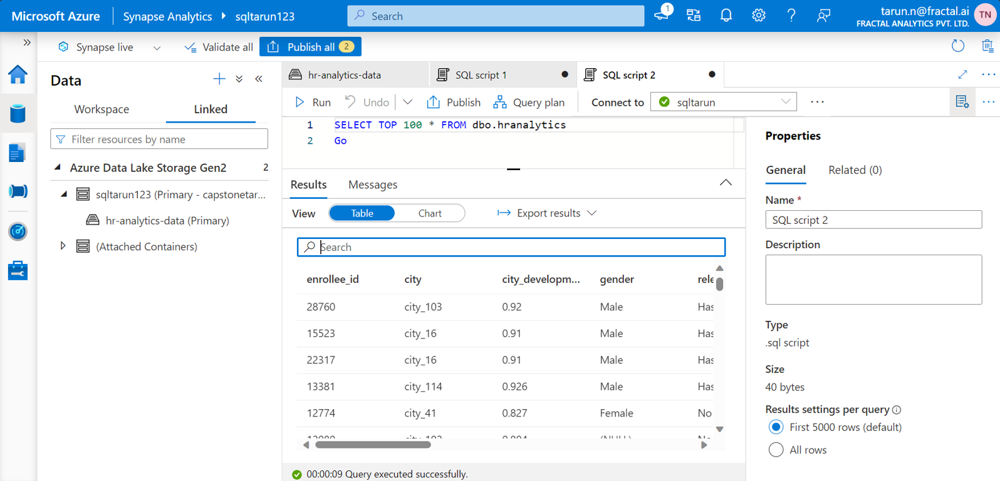 Microsoft Azure Synapse Analytics sqltarun123 Search 1 tarun.n@fractal.ai FRACTAL ANALYTICS PVT. LTD. TN
Synapse live Validate all Publish all 2
Data
Workspace Linked
Filter resources by name
Azure Data Lake Storage Gen2 2
sqltarun123 (Primary - capstonetar...
hr-analytics-data (Primary)
(Attached Containers)
hr-analytics-data SQL script 1 SQL script 2
Run Undo Publish Query plan Connect to sqltarun ...
1 SELECT TOP 100 * FROM dbo.hranalytics
2 Go
Results Messages
View Table Chart Export results
Search
enrollee_id city city_developm... gender rele
28760 city_103 0.92 Male Has
15523 city_16 0.91 Male Has
22317 city_16 0.91 Male Has
13381 city_114 0.926 Male Has
12774 city_41 0.827 Female No
00:00:09 Query executed successfully.
Properties
General Related (0)
Name *
SQL script 2
Description
Type
.sql script
Size
40 bytes
Results settings per query
First 5000 rows (default)
All rows